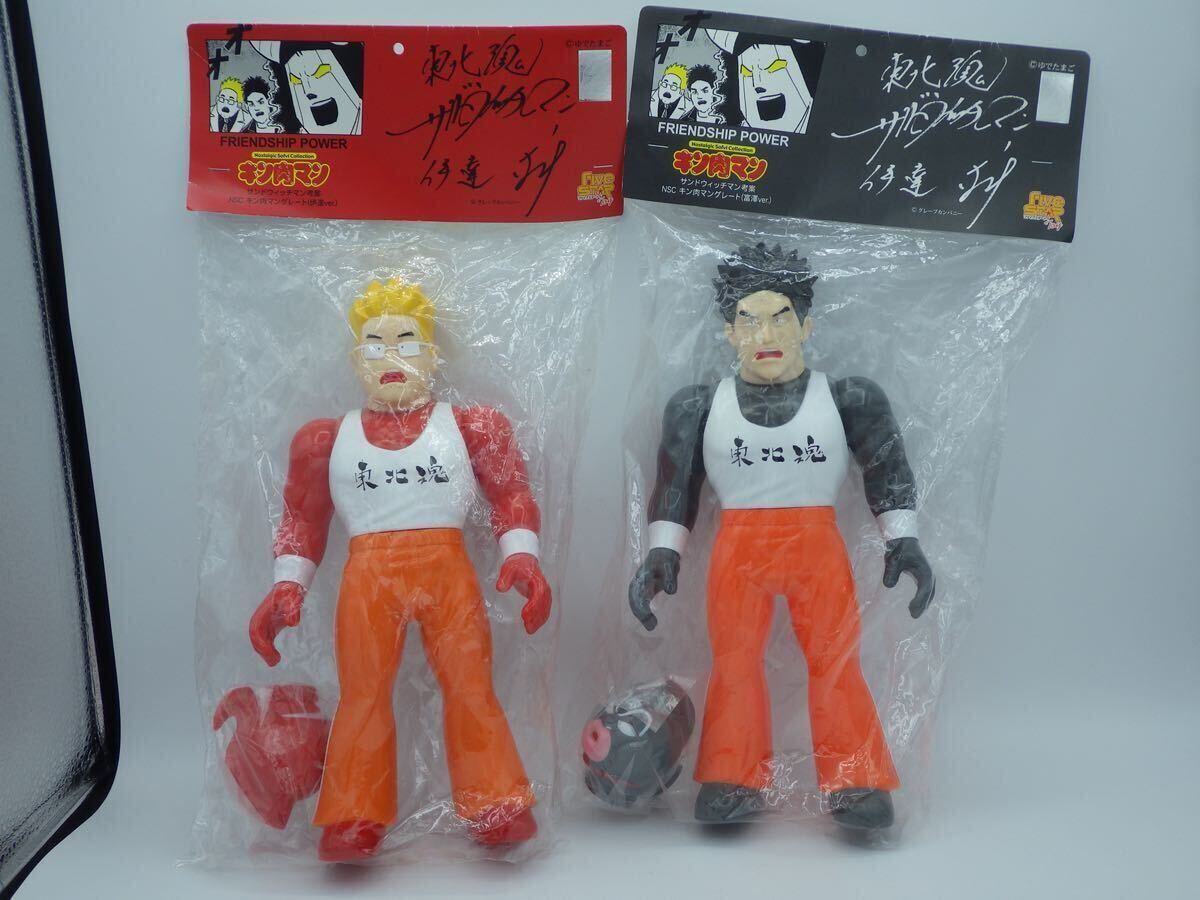 オ
オ
FRIENDSHIP POWER
Nostalgic Sofvi Collection
キン肉マン
サンドウィッチマン考案
NSC キン肉マングレート(伊達ver.)
©ゆでたまご
東北魂
サンドウィッチマン
伊達
© グレープカンパニー
Five
STAR
TOY
オ
オ
FRIENDSHIP POWER
Nostalgic Sofvi Collection
キン肉マン
サンドウィッチマン考案
NSC キン肉マングレート(富澤ver.)
©ゆでたまご
東北魂
サンドウィッチマン
伊達
© グレープカンパニー
Five
STAR
TOY
東北魂
東北魂